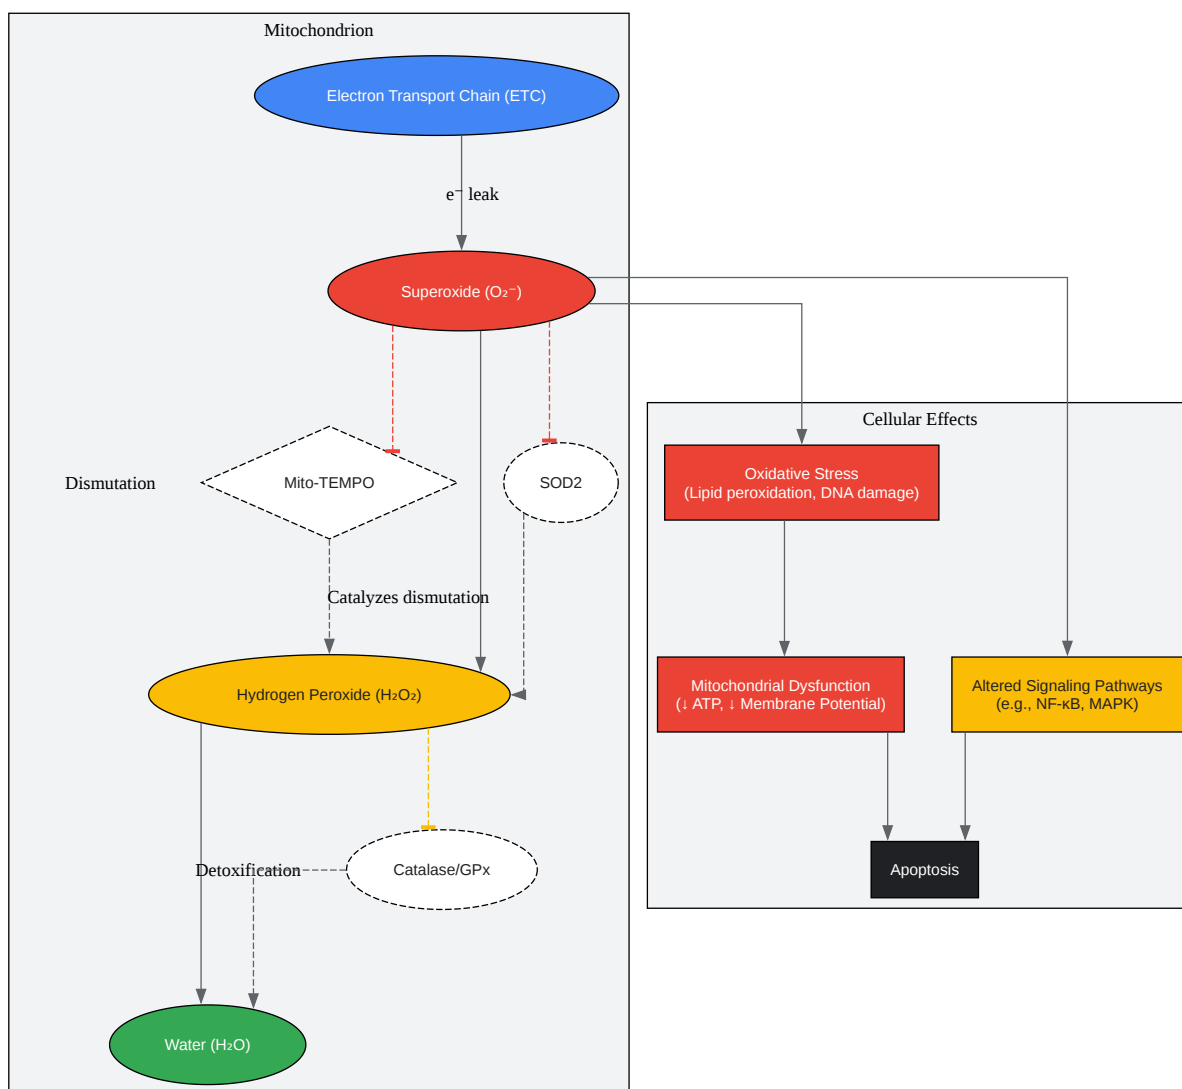 Mitochondrion
Electron Transport Chain (ETC)
e⁻ leak
Superoxide (O₂⁻)
Cellular Effects
Oxidative Stress
(Lipid peroxidation, DNA damage)
Dismutation
Mito-TEMPO
SOD2
Catalyzes dismutation
Hydrogen Peroxide (H₂O₂)
Mitochondrial Dysfunction
(↓ ATP, ↓ Membrane Potential)
Altered Signaling Pathways
(e.g., NF-κB, MAPK)
Detoxification
Catalase/GPx
Apoptosis
Water (H₂O)